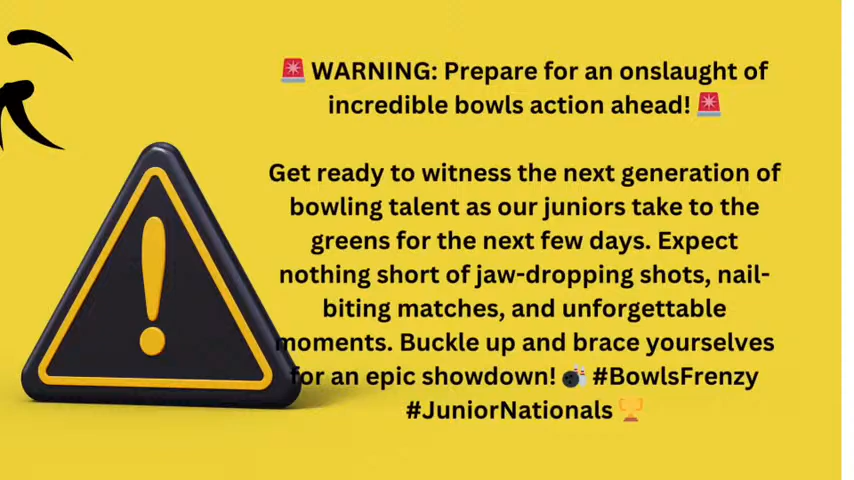 🚨 WARNING: Prepare for an onslaught of
incredible bowls action ahead! 🚨
Get ready to witness the next generation of
bowling talent as our juniors take to the
greens for the next few days. Expect
nothing short of jaw-dropping shots, nail-
biting matches, and unforgettable
moments. Buckle up and brace yourselves
for an epic showdown! 🎳 #BowlsFrenzy
#JuniorNationals 🏆